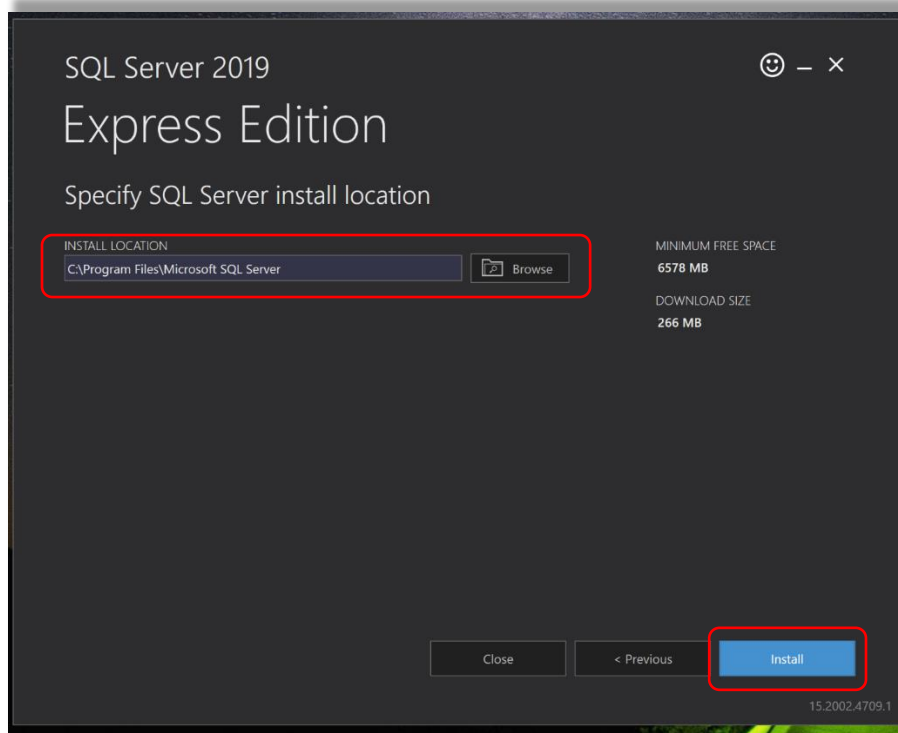 SQL Server 2019
Express Edition
Specify SQL Server install location
INSTALL LOCATION
C:\Program Files\Microsoft SQL Server
Browse
MINIMUM FREE SPACE
6578 MB
DOWNLOAD SIZE
266 MB
Close
< Previous
Install
15.2002.4709.1